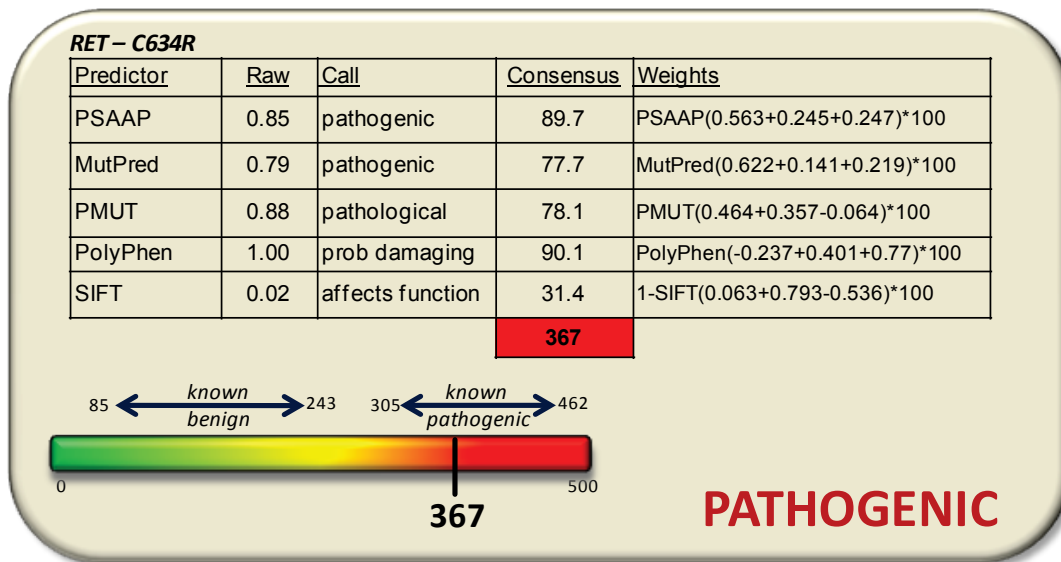 RET – C634R
Predictor Raw Call Consensus Weights
PSAAP 0.85 pathogenic 89.7 PSAAP(0.563+0.245+0.247)*100
MutPred 0.79 pathogenic 77.7 MutPred(0.622+0.141+0.219)*100
PMUT 0.88 pathological 78.1 PMUT(0.464+0.357-0.064)*100
PolyPhen 1.00 prob damaging 90.1 PolyPhen(-0.237+0.401+0.77)*100
SIFT 0.02 affects function 31.4 1-SIFT(0.063+0.793-0.536)*100
367
85 known benign 243 305 known pathogenic 462
0 500
367
PATHOGENIC